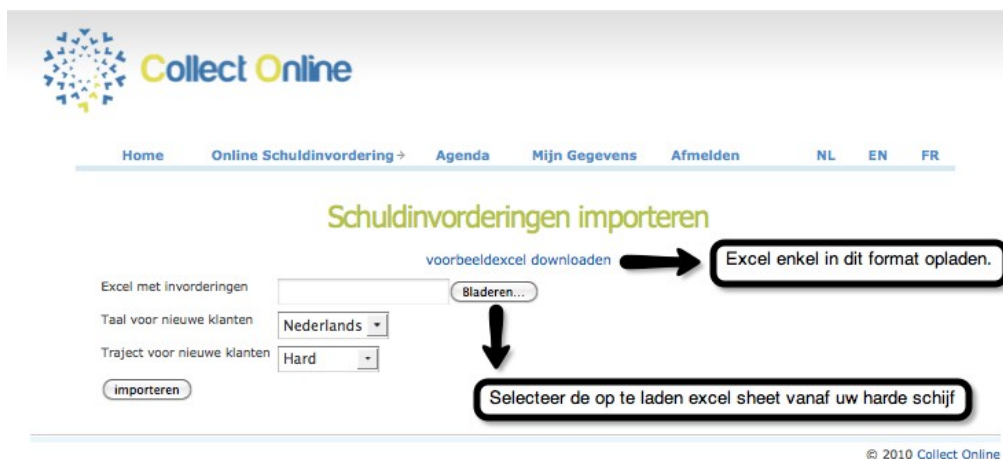 Collect Online
Home Online Schuldinvordering→ Agenda Mijn Gegevens Afmelden NL EN FR
Schuldinvorderingen importeren
voorbeeldexcel downloaden
Excel enkel in dit format opladen.
Excel met invorderingen
Bladeren...
Taal voor nieuwe klanten
Nederlands
Traject voor nieuwe klanten
Hard
importeren
Selecteer de op te laden excel sheet vanaf uw harde schijf
© 2010 Collect Online